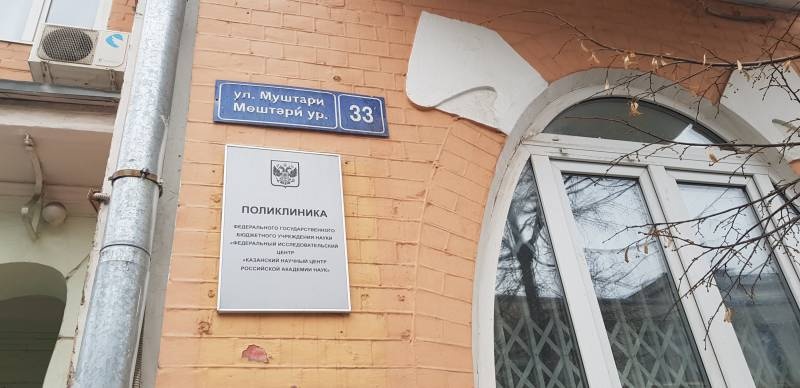 ул. Муштари
Мөштәри ур.
33
ПОЛИКЛИНИКА
ФЕДЕРАЛЬНОГО ГОСУДАРСТВЕННОГО
БЮДЖЕТНОГО УЧРЕЖДЕНИЯ НАУКИ
«ФЕДЕРАЛЬНЫЙ ИССЛЕДОВАТЕЛЬСКИЙ
ЦЕНТР
«КАЗАНСКИЙ НАУЧНЫЙ ЦЕНТР
РОССИЙСКОЙ АКАДЕМИИ НАУК»